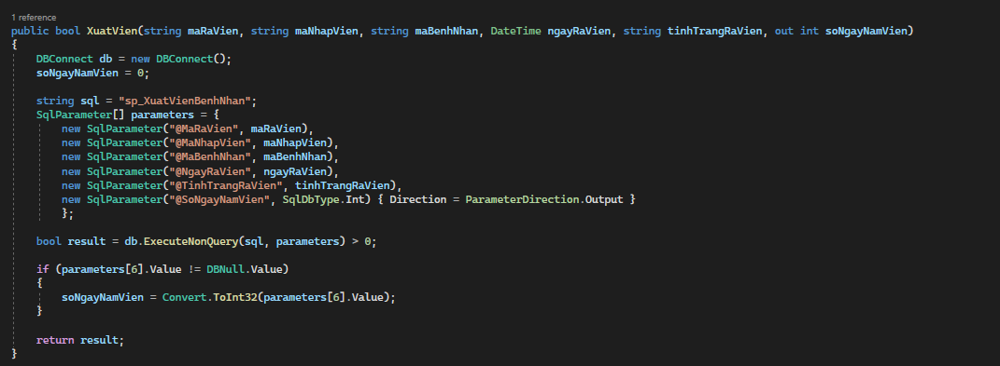 1 reference
public bool XuatVien(string maRaVien, string maNhapVien, string maBenhNhan, DateTime ngayRaVien, string tinhTrangRaVien, out int soNgayNamVien)
{
    DBConnect db = new DBConnect();
    soNgayNamVien = 0;

    string sql = "sp_XuatVienBenhNhan";
    SqlParameter[] parameters = {
        new SqlParameter("@MaRaVien", maRaVien),
        new SqlParameter("@MaNhapVien", maNhapVien),
        new SqlParameter("@MaBenhNhan", maBenhNhan),
        new SqlParameter("@NgayRaVien", ngayRaVien),
        new SqlParameter("@TinhTrangRaVien", tinhTrangRaVien),
        new SqlParameter("@SoNgayNamVien", SqlDbType.Int) { Direction = ParameterDirection.Output }
        };

    bool result = db.ExecuteNonQuery(sql, parameters) > 0;

    if (parameters[6].Value != DBNull.Value)
    {
        soNgayNamVien = Convert.ToInt32(parameters[6].Value);
    }

    return result;
}